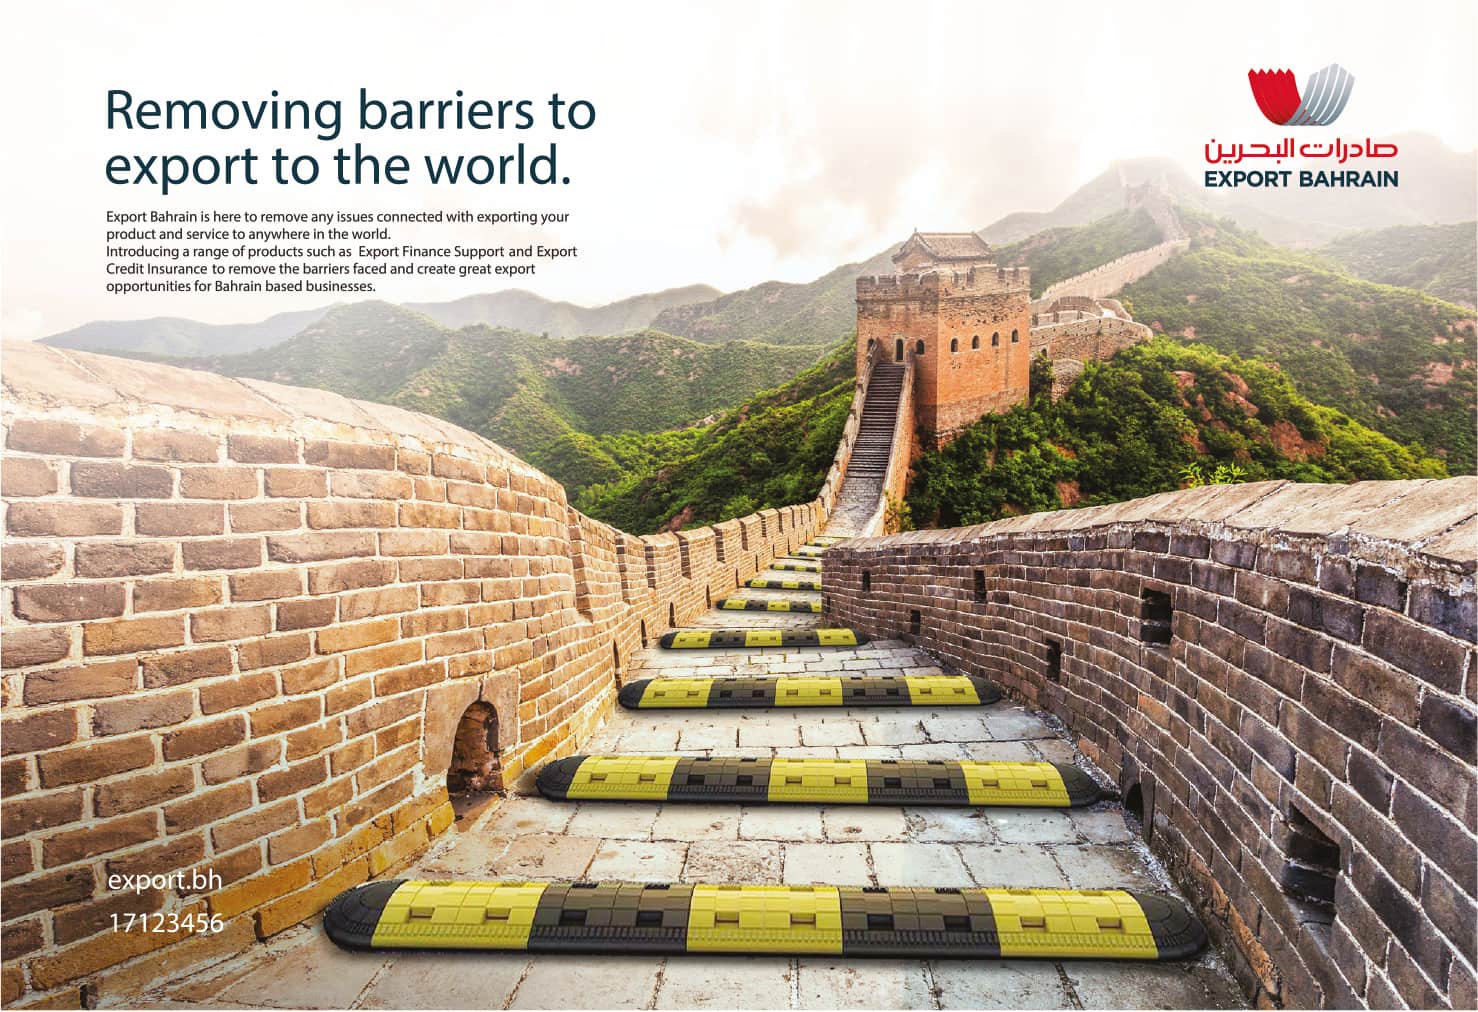 Removing barriers to
export to the world.
Export Bahrain is here to remove any issues connected with exporting your
product and service to anywhere in the world.
Introducing a range of products such as Export Finance Support and Export
Credit Insurance to remove the barriers faced and create great export
opportunities for Bahrain based businesses.
صادرات البحرين
EXPORT BAHRAIN
export.bh
17123456